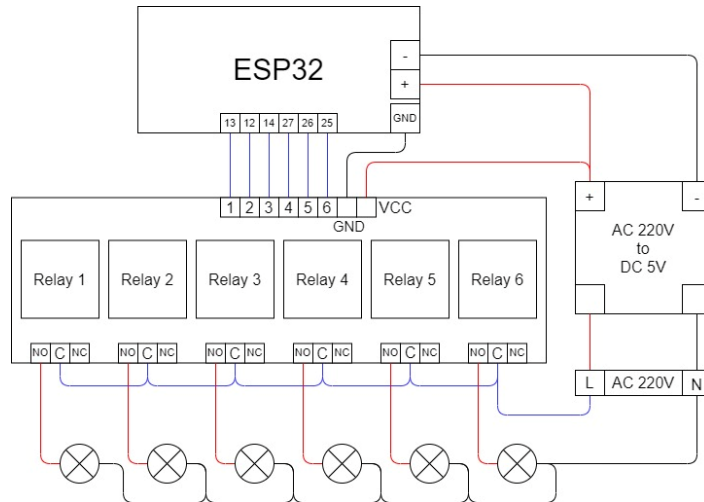 ESP32
-
+
GND
13 12 14 27 26 25
1 2 3 4 5 6 VCC
GND
+ -
AC 220V
to
DC 5V
Relay 1 Relay 2 Relay 3 Relay 4 Relay 5 Relay 6
NO C NC NO C NC NO C NC NO C NC NO C NC NO C NC
L AC 220V N